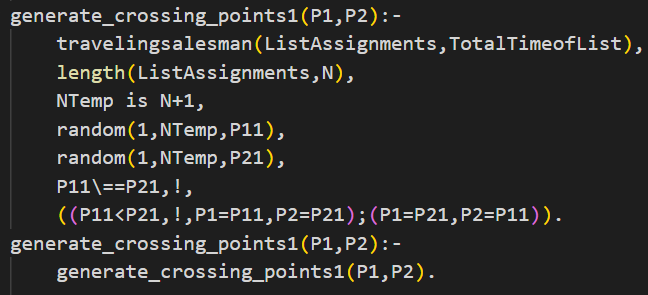 generate_crossing_points1(P1,P2):-
    travelingsalesman(ListAssignments,TotalTimeofList),
    length(ListAssignments,N),
    NTemp is N+1,
    random(1,NTemp,P11),
    random(1,NTemp,P21),
    P11\==P21,!,
    ((P11<P21,!,P1=P11,P2=P21);(P1=P21,P2=P11)).
generate_crossing_points1(P1,P2):-
    generate_crossing_points1(P1,P2).